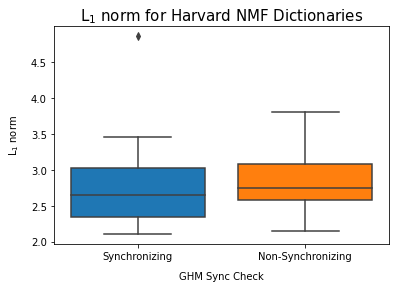 L₁ norm for Harvard NMF Dictionaries
L₁ norm
4.5
4.0
3.5
3.0
2.5
2.0
Synchronizing
Non-Synchronizing
GHM Sync Check